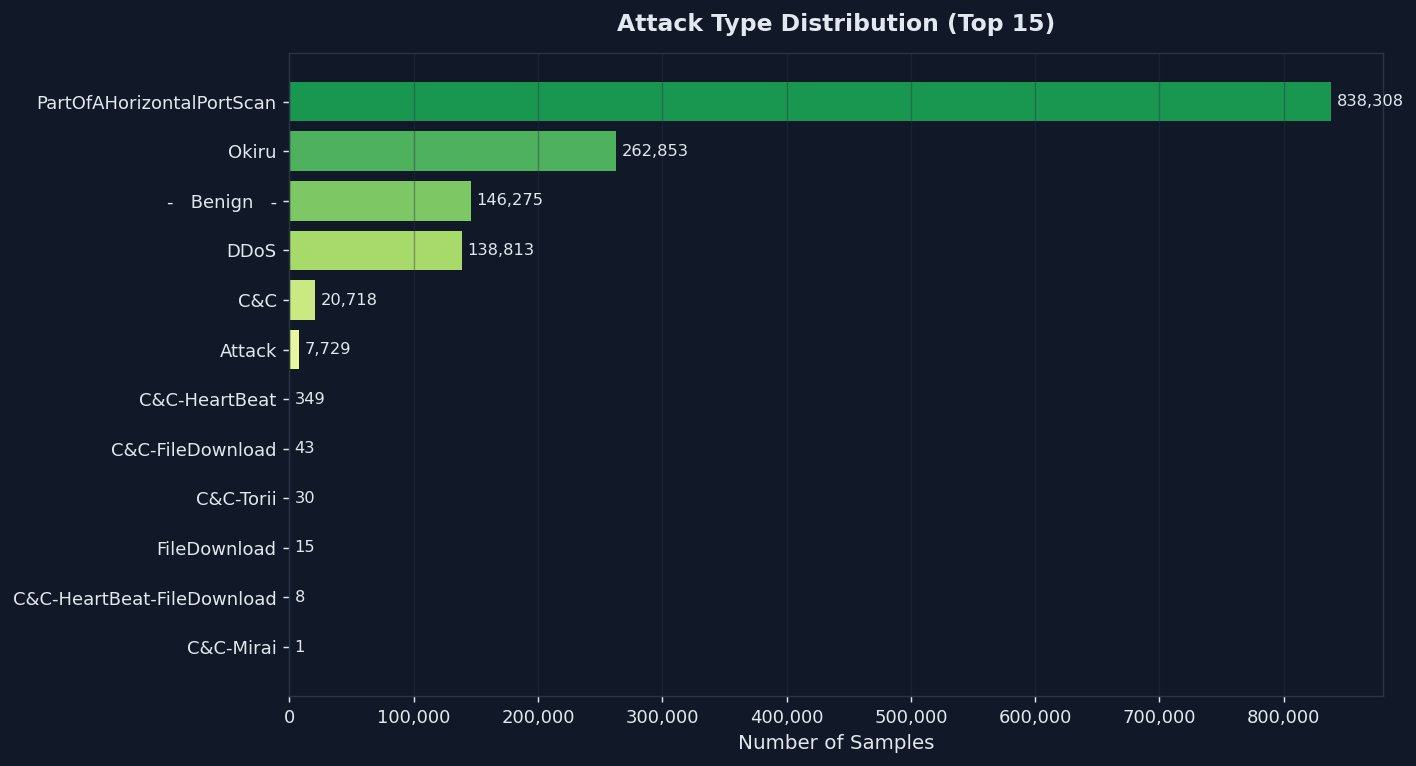 Attack Type Distribution (Top 15)
PartOfAHorizontalPortScan 838,308
Okiru 262,853
-   Benign   - 146,275
DDoS 138,813
C&C 20,718
Attack 7,729
C&C-HeartBeat 349
C&C-FileDownload 43
C&C-Torii 30
FileDownload 15
C&C-HeartBeat-FileDownload 8
C&C-Mirai 1
0 100,000 200,000 300,000 400,000 500,000 600,000 700,000 800,000
Number of Samples